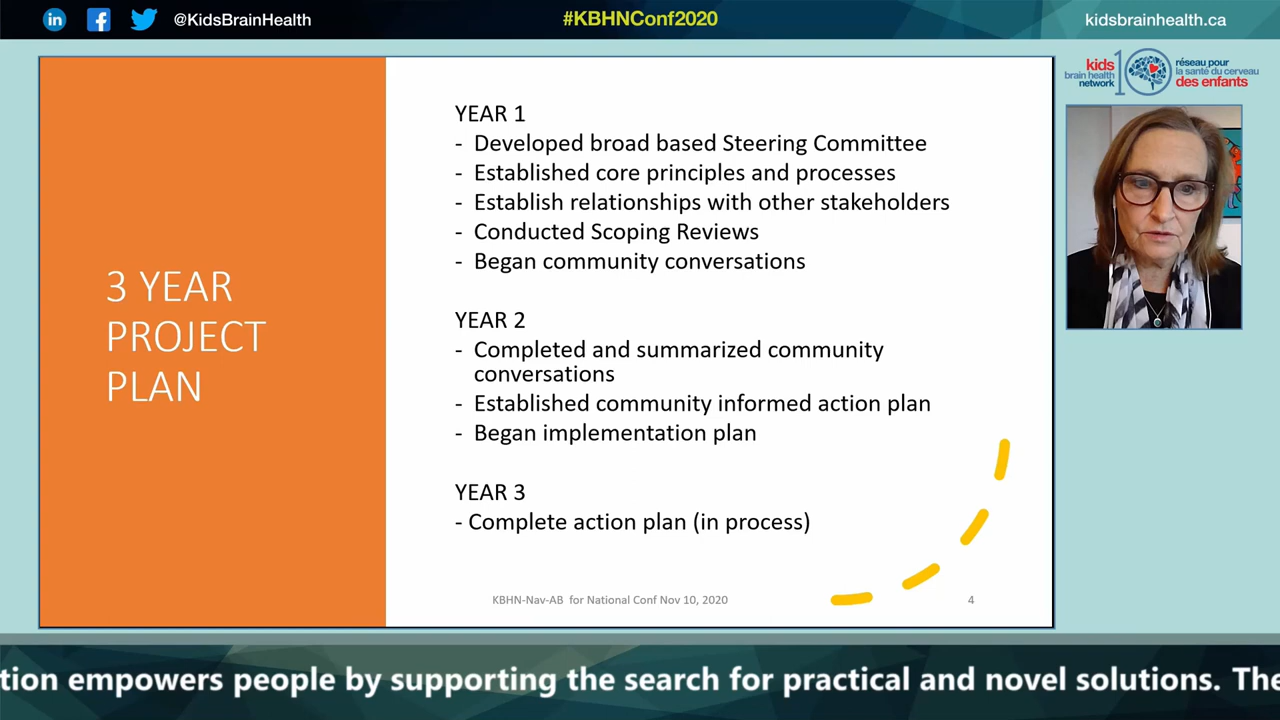 in @KidsBrainHealth
#KBHNConf2020
kidsbrainhealth.ca
kids
brain health
network
10
réseau pour
la santé du cerveau
des enfants
3 YEAR
PROJECT
PLAN
YEAR 1
- Developed broad based Steering Committee
- Established core principles and processes
- Establish relationships with other stakeholders
- Conducted Scoping Reviews
- Began community conversations
YEAR 2
- Completed and summarized community
conversations
- Established community informed action plan
- Began implementation plan
YEAR 3
- Complete action plan (in process)
KBHN-Nav-AB for National Conf Nov 10, 2020
4
tion empowers people by supporting the search for practical and novel solutions. The